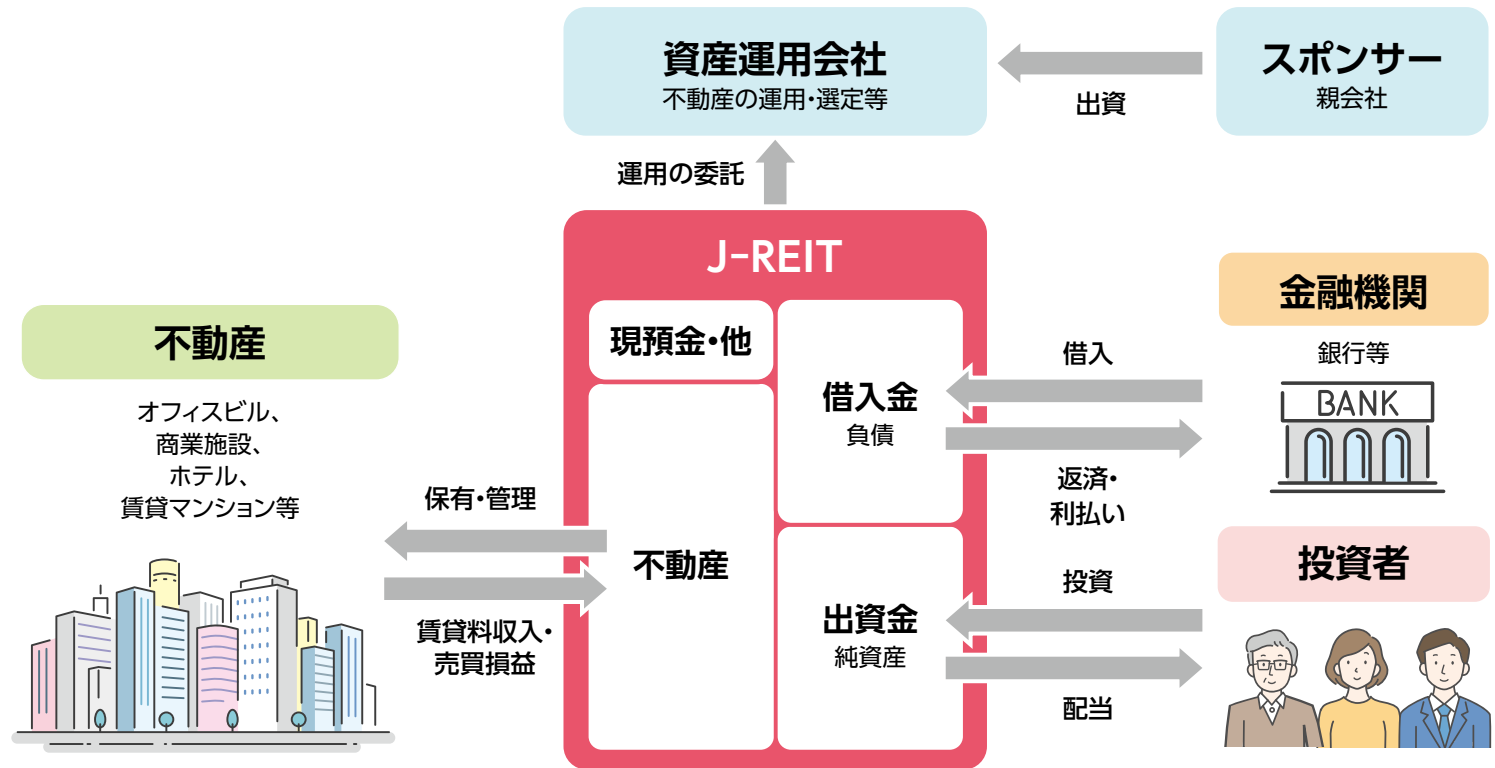 資産運用会社
不動産の運用・選定等
出資
スポンサー
親会社
運用の委託
J-REIT
現預金・他
不動産
借入金
負債
出資金
純資産
不動産
オフィスビル、
商業施設、
ホテル、
賃貸マンション等
保有・管理
賃貸料収入・
売買損益
借入
返済・
利払い
金融機関
銀行等
BANK
投資
配当
投資者